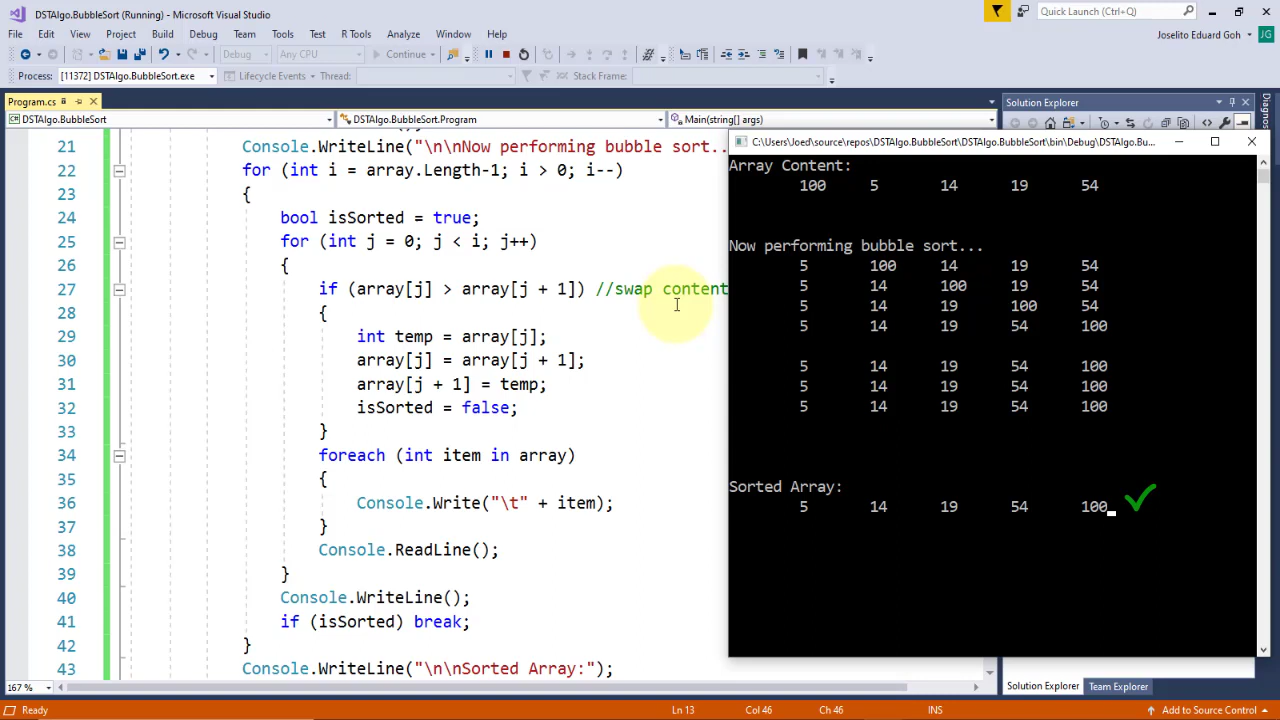 DSTAlgo.BubbleSort (Running) - Microsoft Visual Studio
Quick Launch (Ctrl+Q)
File Edit View Project Build Debug Team Tools Test R Tools Analyze Window Help
Joselito Eduard Goh JG
Debug Any CPU Continue
Process: [11372] DSTAlgo.BubbleSort.exe Lifecycle Events Thread: Stack Frame:
Program.cs
Solution Explorer
Diagnostic
DSTAlgo.BubbleSort DSTAlgo.BubbleSort.Program Main(string[] args)
21 Console.WriteLine("\n\nNow performing bubble sort..
22 for (int i = array.Length-1; i > 0; i--)
23 {
24 bool isSorted = true;
25 for (int j = 0; j < i; j++)
26 {
27 if (array[j] > array[j + 1]) //swap content
28 {
29 int temp = array[j];
30 array[j] = array[j + 1];
31 array[j + 1] = temp;
32 isSorted = false;
33 }
34 foreach (int item in array)
35 {
36 Console.Write("\t" + item);
37 }
38 Console.ReadLine();
39 }
40 Console.WriteLine();
41 if (isSorted) break;
42 }
43 Console.WriteLine("\n\nSorted Array:");
C:\Users\Joed\source\repos\DSTAlgo.BubbleSort\DSTAlgo.BubbleSort\bin\Debug\DSTAlgo.Bu...
Array Content:
100 5 14 19 54
Now performing bubble sort...
5 100 14 19 54
5 14 100 19 54
5 14 19 100 54
5 14 19 54 100
5 14 19 54 100
5 14 19 54 100
5 14 19 54 100
Sorted Array:
5 14 19 54 100
167 %
Solution Explorer Team Explorer
Ready Ln 13 Col 46 Ch 46 INS Add to Source Control